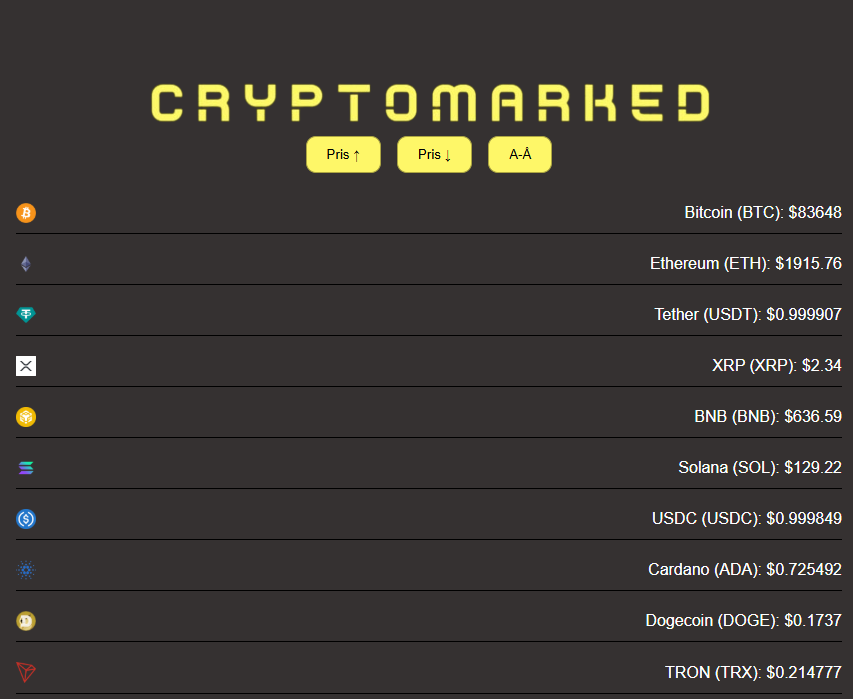 CRYPTOMARKED
Pris ↑ Pris ↓ A-Å
Bitcoin (BTC): $83648
Ethereum (ETH): $1915.76
Tether (USDT): $0.999907
XRP (XRP): $2.34
BNB (BNB): $636.59
Solana (SOL): $129.22
USDC (USDC): $0.999849
Cardano (ADA): $0.725492
Dogecoin (DOGE): $0.1737
TRON (TRX): $0.214777